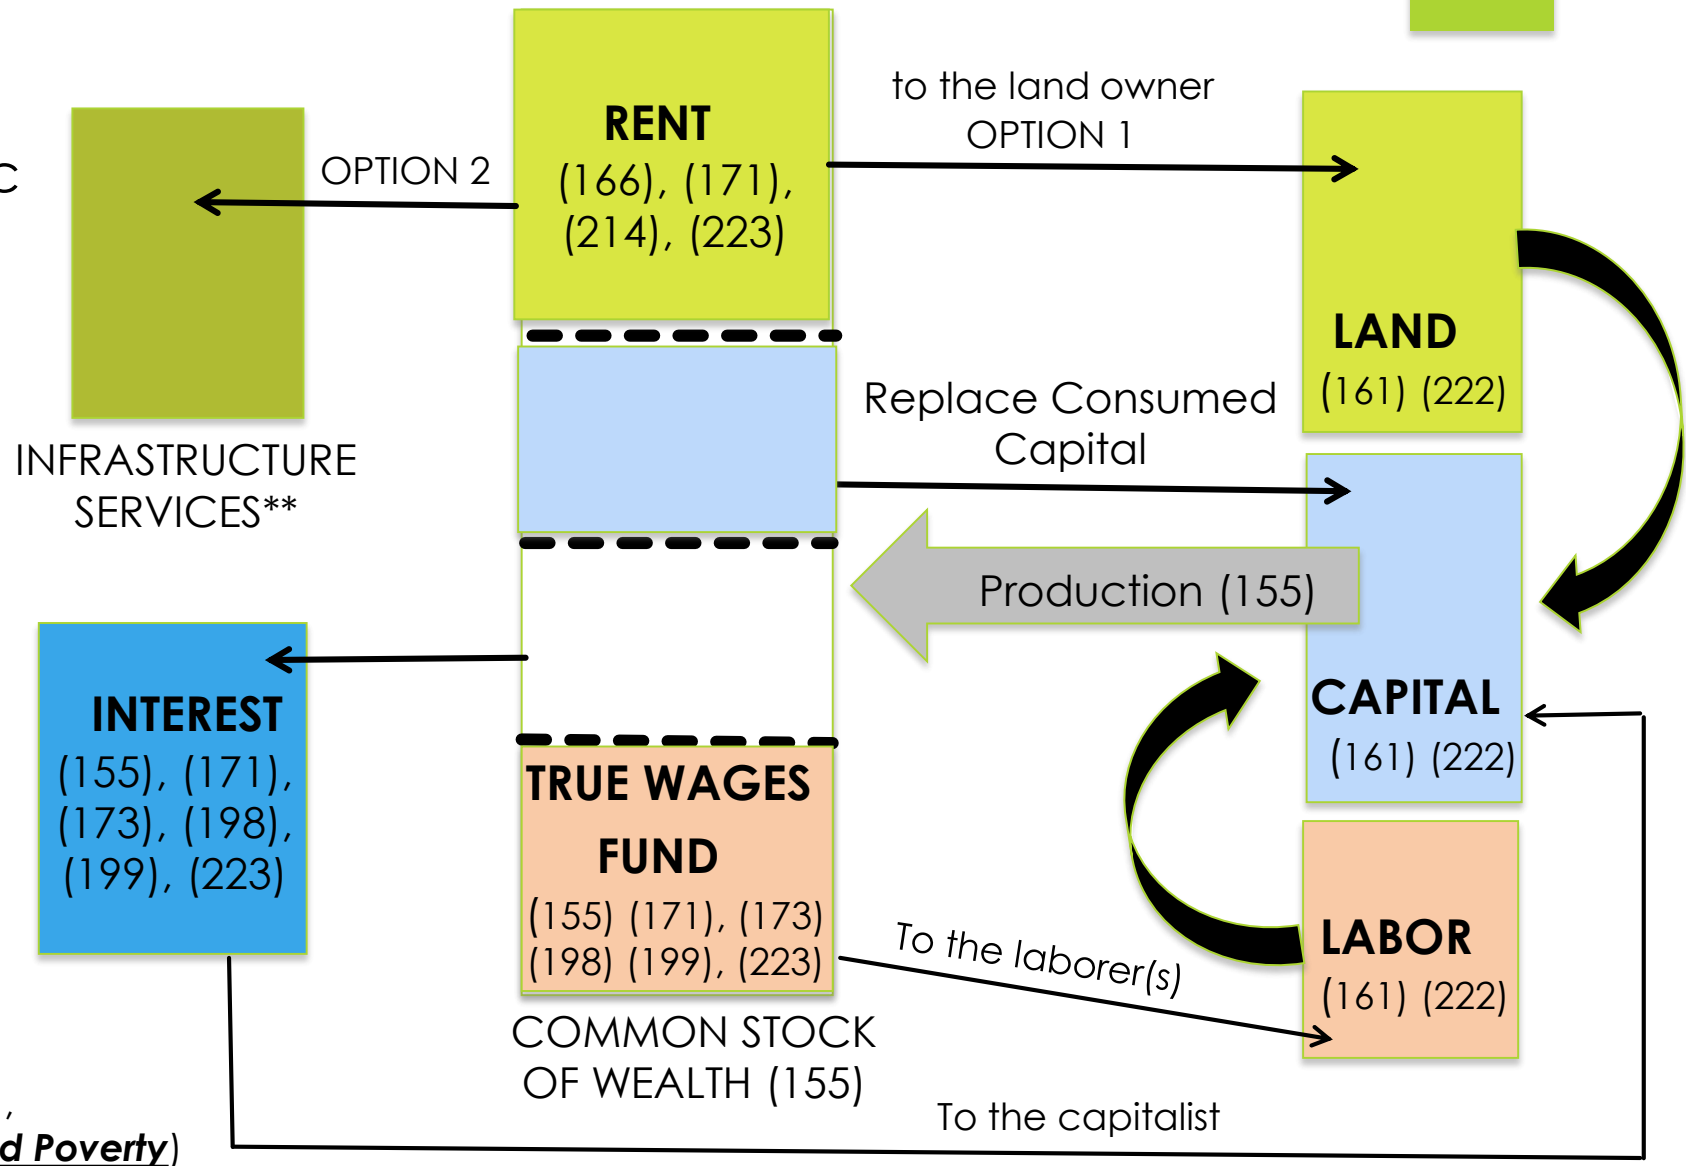 C
OPTION 2
INFRASTRUCTURE
SERVICES**
RENT
(166), (171),
(214), (223)
to the land owner
OPTION 1
LAND
(161) (222)
Replace Consumed
Capital
Production (155)
CAPITAL
(161) (222)
INTEREST
(155), (171),
(173), (198),
(199), (223)
TRUE WAGES
FUND
(155) (171), (173)
(198) (199), (223)
To the laborer(s)
LABOR
(161) (222)
COMMON STOCK
OF WEALTH (155)
To the capitalist
,
d Poverty)